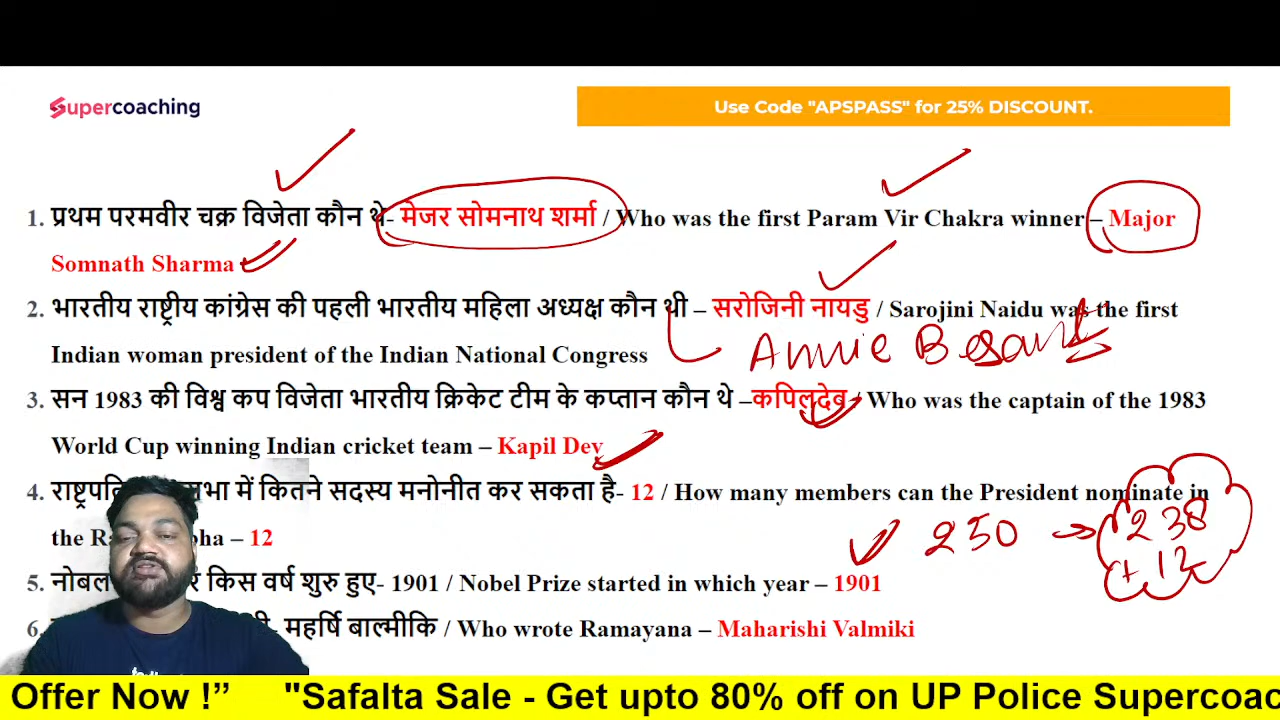 Supercoaching
Use Code "APSPASS" for 25% DISCOUNT.
1. प्रथम परमवीर चक्र विजेता कौन थे- मेजर सोमनाथ शर्मा / Who was the first Param Vir Chakra winner – Major
Somnath Sharma
2. भारतीय राष्ट्रीय कांग्रेस की पहली भारतीय महिला अध्यक्ष कौन थी – सरोजिनी नायडु / Sarojini Naidu was the first
Indian woman president of the Indian National Congress
Annie Besant
3. सन 1983 की विश्व कप विजेता भारतीय क्रिकेट टीम के कप्तान कौन थे –कपिलदेब / Who was the captain of the 1983
World Cup winning Indian cricket team – Kapil Dev
4. राष्ट्रपति में कितने सदस्य मनोनीत कर सकता है- 12 / How many members can the President nominate in
the – 12
250 → 238
+ 12
5. किस वर्ष शुरु हुए- 1901 / Nobel Prize started in which year – 1901
6. महर्षि बाल्मीकि / Who wrote Ramayana – Maharishi Valmiki
Offer Now !” "Safalta Sale - Get upto 80% off on UP Police Supercoac